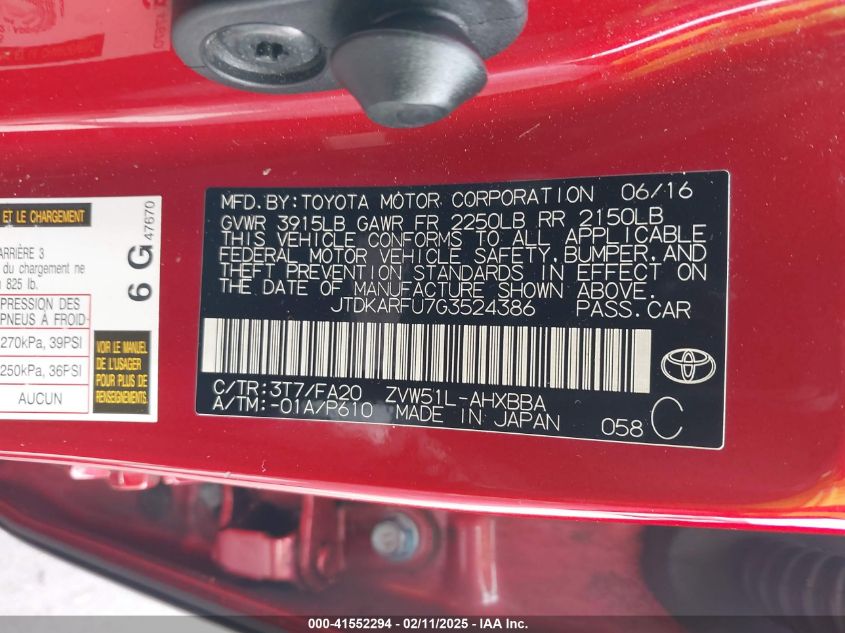 ET LE CHARGEMENT
ARRIÈRE 3
du chargement ne
825 lb.
PRESSION DES
PNEUS À FROID
270kPa, 39PSI
250kPa, 36PSI
AUCUN
6 G 47670
VOIR LE MANUEL
DE L'USAGER
POUR PLUS DE
RENSEIGNEMENTS
MFD.BY:TOYOTA MOTOR CORPORATION 06/16
GVWR 3915LB GAWR FR 2250LB RR 2150LB
THIS VEHICLE CONFORMS TO ALL APPLICABLE
FEDERAL MOTOR VEHICLE SAFETY,BUMPER,AND
THEFT PREVENTION STANDARDS IN EFFECT ON
THE DATE OF MANUFACTURE SHOWN ABOVE.
JTDKARFU7G3524386 PASS.CAR
C/TR:3T7/FA20 ZVW51L-AHXBBA
A/TM:-01A/P610 MADE IN JAPAN 058 C
000-41552294 - 02/11/2025 - IAA Inc.